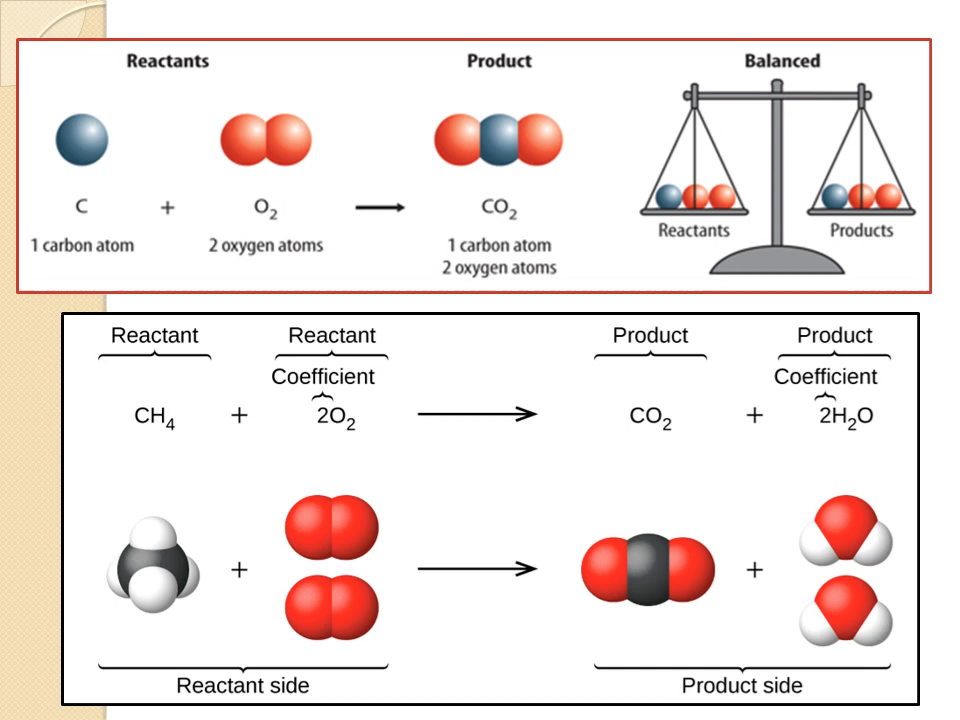 Reactants Product Balanced
C + O₂ ⟶ CO₂
1 carbon atom 2 oxygen atoms 1 carbon atom
2 oxygen atoms
Reactants Products
Reactant Reactant Product Product
Coefficient Coefficient
CH₄ + 2O₂ ⟶ CO₂ + 2H₂O
+ ⟶ +
Reactant side Product side